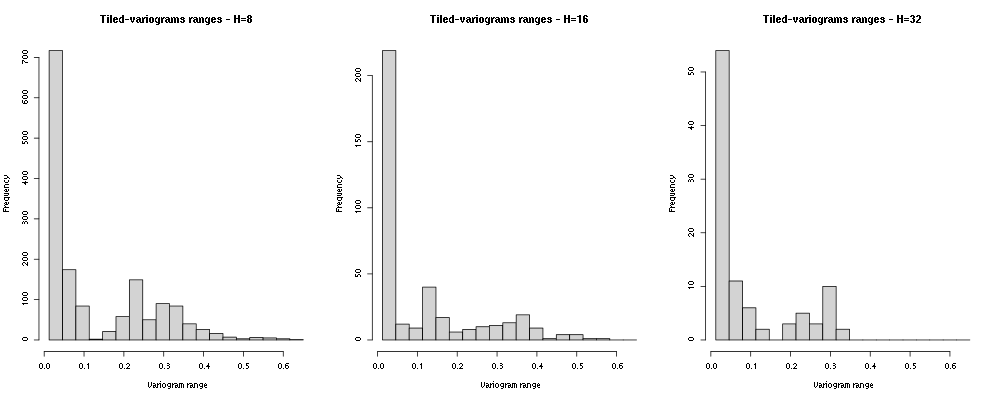 Tiled-variograms ranges - H=8
Frequency
0 100 200 300 400 500 600 700
0.0 0.1 0.2 0.3 0.4 0.5 0.6
Variogram range
Tiled-variograms ranges - H=16
Frequency
0 50 100 150 200
0.0 0.1 0.2 0.3 0.4 0.5 0.6
Variogram range
Tiled-variograms ranges - H=32
Frequency
0 10 20 30 40 50
0.0 0.1 0.2 0.3 0.4 0.5 0.6
Variogram range